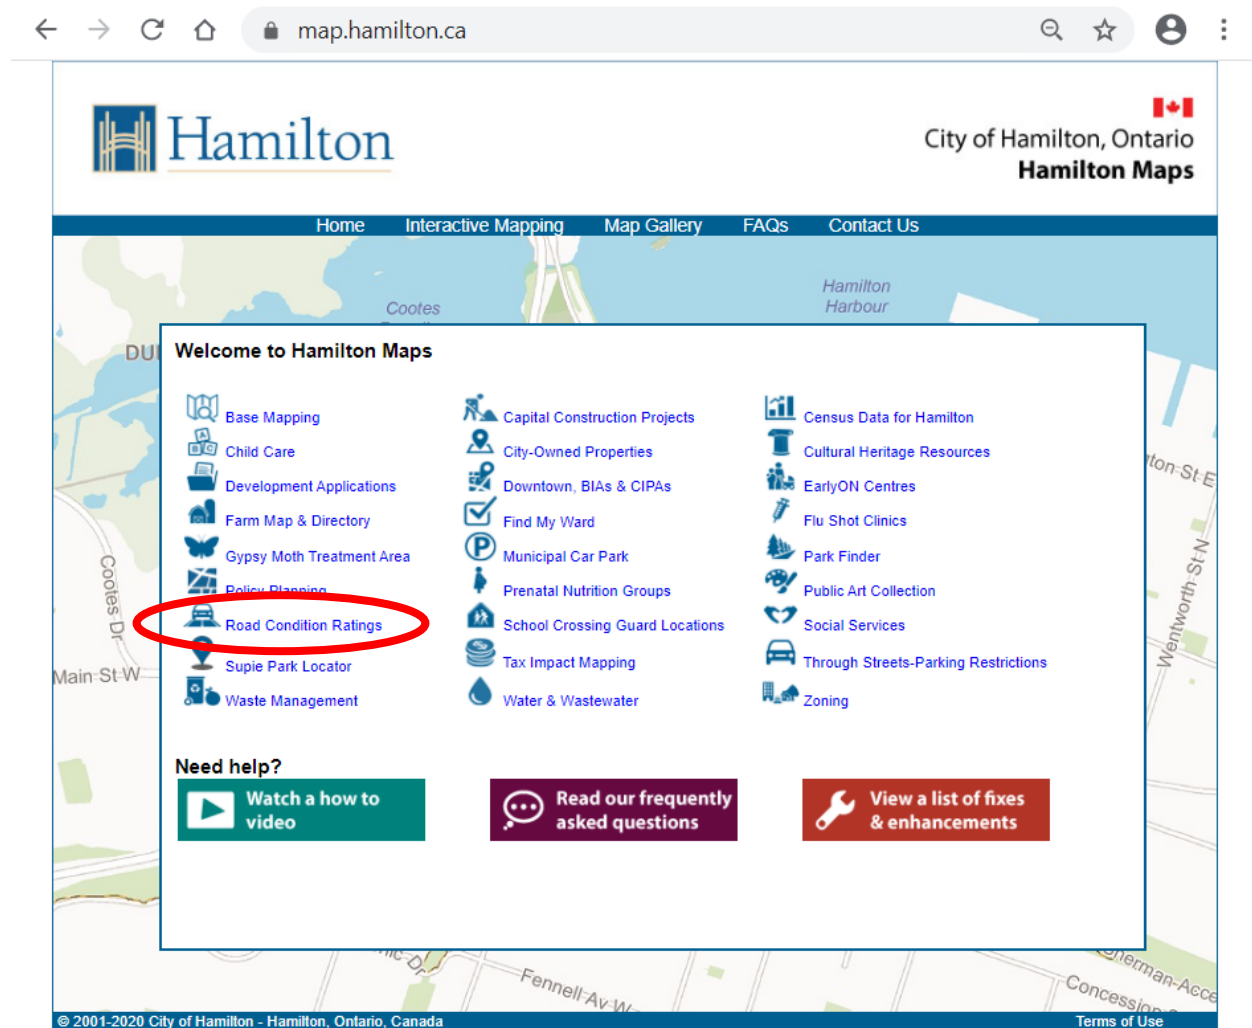 map.hamilton.ca
Hamilton
City of Hamilton, Ontario
Hamilton Maps
Home Interactive Mapping Map Gallery FAQs Contact Us
Hamilton
Harbour
Cootes
DU
Welcome to Hamilton Maps
Base Mapping Capital Construction Projects Census Data for Hamilton
Child Care City-Owned Properties Cultural Heritage Resources
Development Applications Downtown, BIAs & CIPAs EarlyON Centres
Farm Map & Directory Find My Ward Flu Shot Clinics
Gypsy Moth Treatment Area Municipal Car Park Park Finder
Policy Planning Prenatal Nutrition Groups Public Art Collection
Road Condition Ratings School Crossing Guard Locations Social Services
Supie Park Locator Tax Impact Mapping Through Streets-Parking Restrictions
Waste Management Water & Wastewater Zoning
Cootes Dr
Main St W
ton St E
Wentworth St N
Need help?
Watch a how to
video
Read our frequently
asked questions
View a list of fixes
& enhancements
Fennell Av W
Concession
herman Acce
© 2001-2020 City of Hamilton - Hamilton, Ontario, Canada Terms of Use